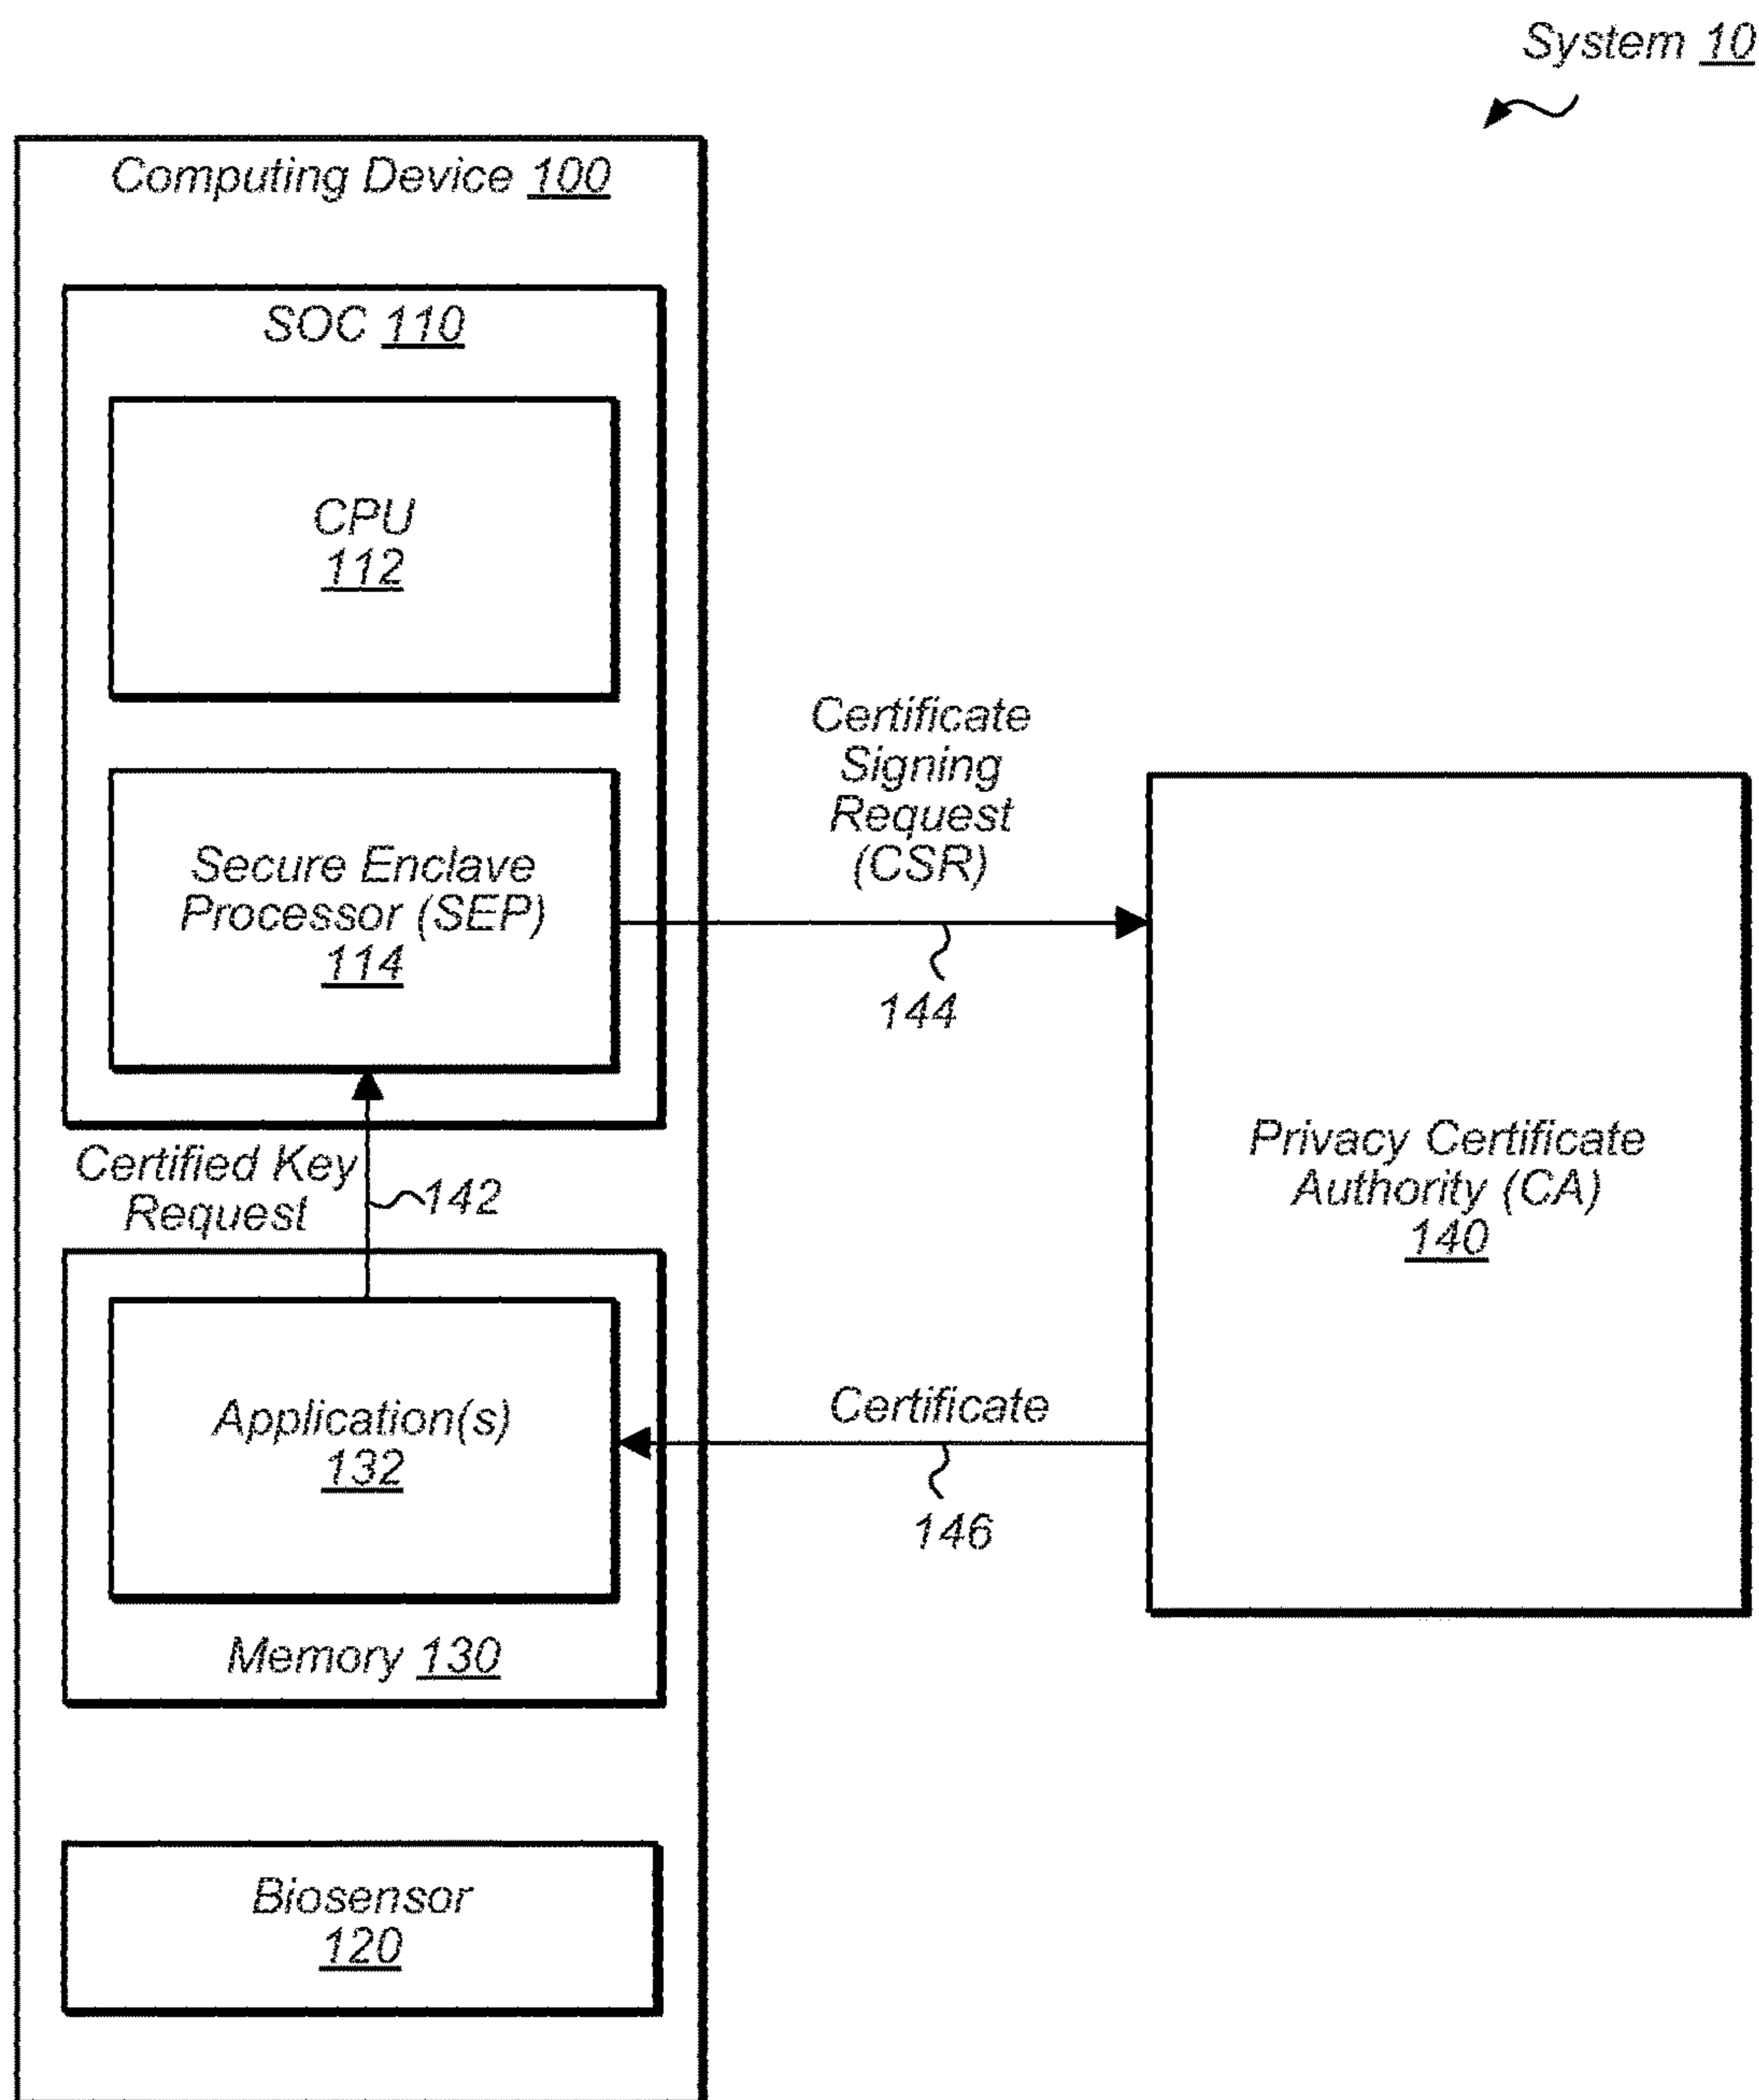 System 10
Computing Device 100
SOC 110
CPU
112
Secure Enclave
Processor (SEP)
114
Certificate
Signing
Request
(CSR)
144
Certified Key
Request
142
Privacy Certificate
Authority (CA)
140
Application(s)
132
Certificate
146
Memory 130
Biosensor
120